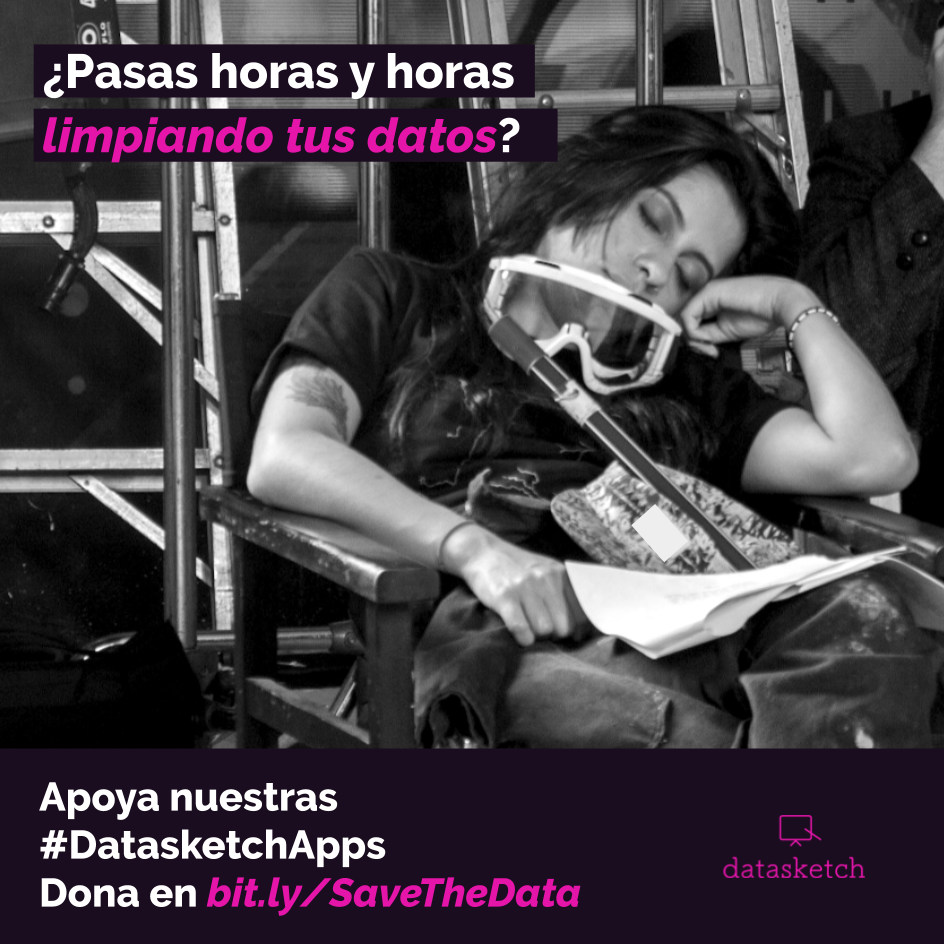 ¿Pasas horas y horas
limpiando tus datos?
Apoya nuestras
#DatasketchApps
Dona en bit.ly/SaveTheData
datasketch